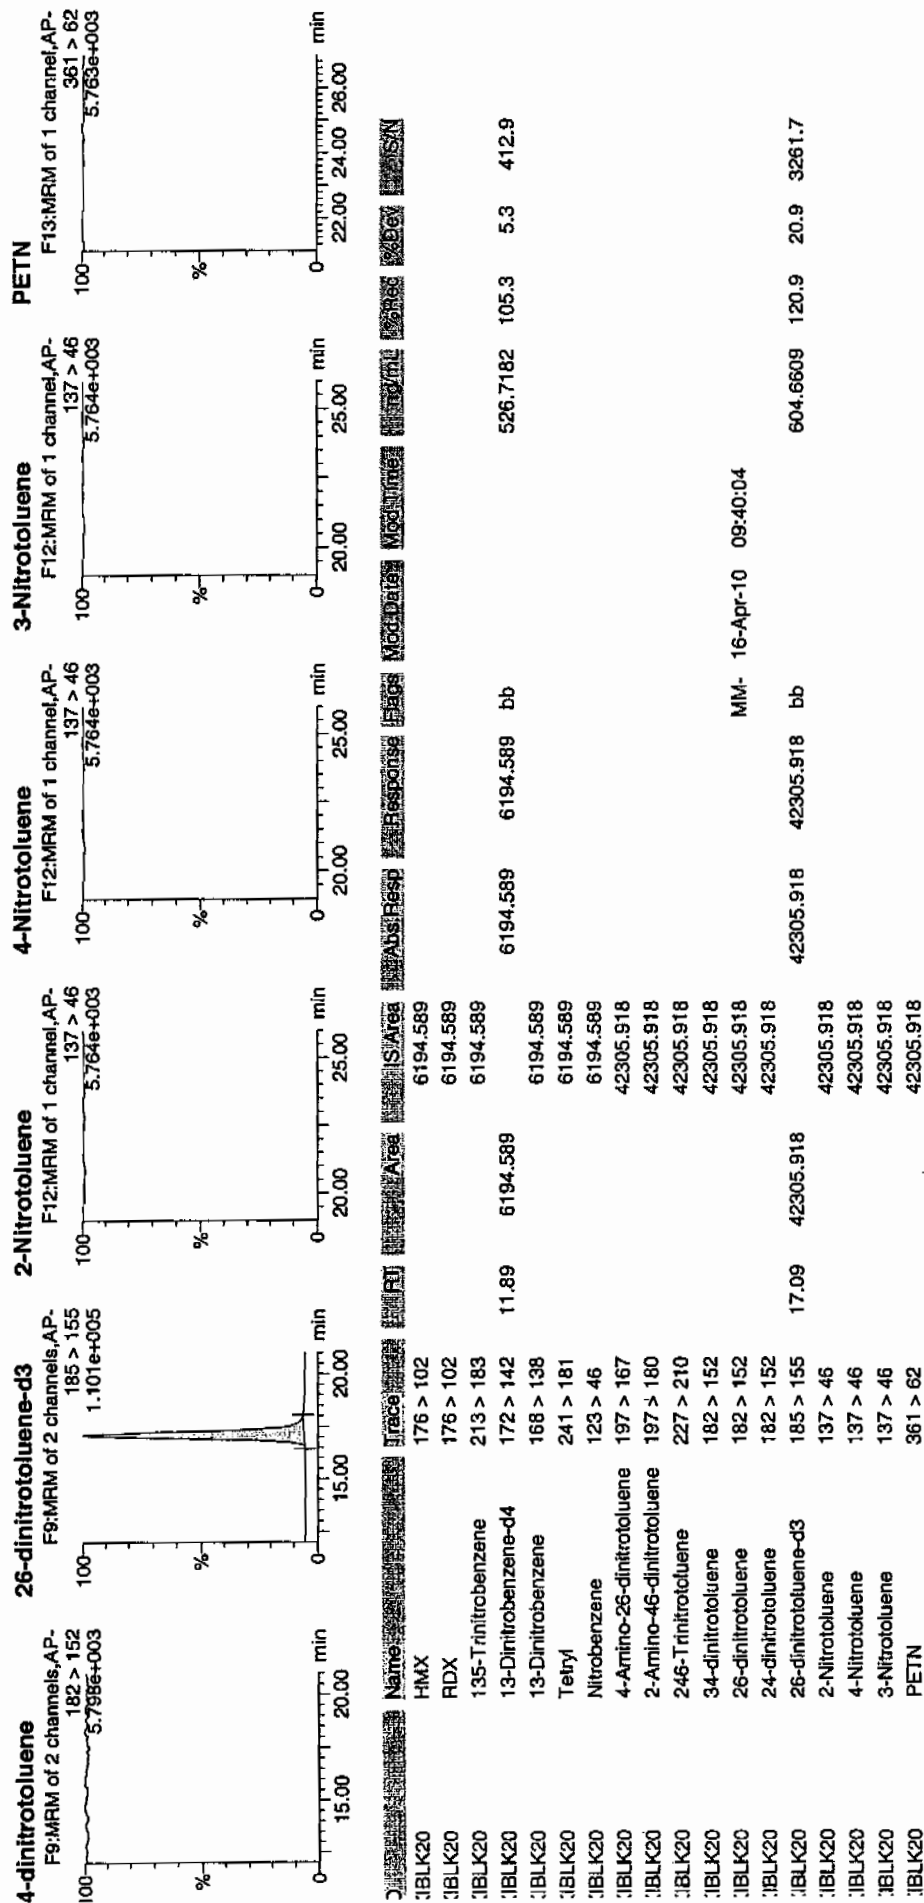 4-dinitrotoluene
F9:MRM of 2 channels,AP-
182 > 152
5.798e+003
100
%
0
15.00
20.00
min
26-dinitrotoluene-d3
F9:MRM of 2 channels,AP-
185 > 155
1.101e+005
100
%
0
15.00
20.00
min
2-Nitrotoluene
F12:MRM of 1 channel,AP-
137 > 46
5.764e+003
100
%
0
20.00
25.00
min
4-Nitrotoluene
F12:MRM of 1 channel,AP-
137 > 46
5.764e+003
100
%
0
20.00
25.00
min
3-Nitrotoluene
F12:MRM of 1 channel,AP-
137 > 46
5.764e+003
100
%
0
20.00
25.00
min
PETN
F13:MRM of 1 channel,AP-
361 > 62
5.763e+003
100
%
0
22.00
24.00
26.00
min
Name Trace RT Area IS Area Abs.Resp Response Flags Mod.Date Mod.Time ng/mL %Rec %Dev S/N
IBLK20 HMX 176 > 102 6194.589
IBLK20 RDX 176 > 102 6194.589
IBLK20 135-Trinitrobenzene 213 > 183 6194.589
IBLK20 13-Dinitrobenzene-d4 172 > 142 11.89 6194.589 6194.589 6194.589 bb 526.7182 105.3 5.3 412.9
IBLK20 13-Dinitrobenzene 168 > 138 6194.589
IBLK20 Tetryl 241 > 181 6194.589
IBLK20 Nitrobenzene 123 > 46 6194.589
IBLK20 4-Amino-26-dinitrotoluene 197 > 167 42305.918
IBLK20 2-Amino-46-dinitrotoluene 197 > 180 42305.918
IBLK20 246-Trinitrotoluene 227 > 210 42305.918
IBLK20 34-dinitrotoluene 182 > 152 42305.918
IBLK20 26-dinitrotoluene 182 > 152 42305.918 MM- 16-Apr-10 09:40:04
IBLK20 24-dinitrotoluene 182 > 152 42305.918
IBLK20 26-dinitrotoluene-d3 185 > 155 17.09 42305.918 42305.918 42305.918 bb 604.6609 120.9 20.9 3261.7
IBLK20 2-Nitrotoluene 137 > 46 42305.918
IBLK20 4-Nitrotoluene 137 > 46 42305.918
IBLK20 3-Nitrotoluene 137 > 46 42305.918
IBLK20 PETN 361 > 62 42305.918